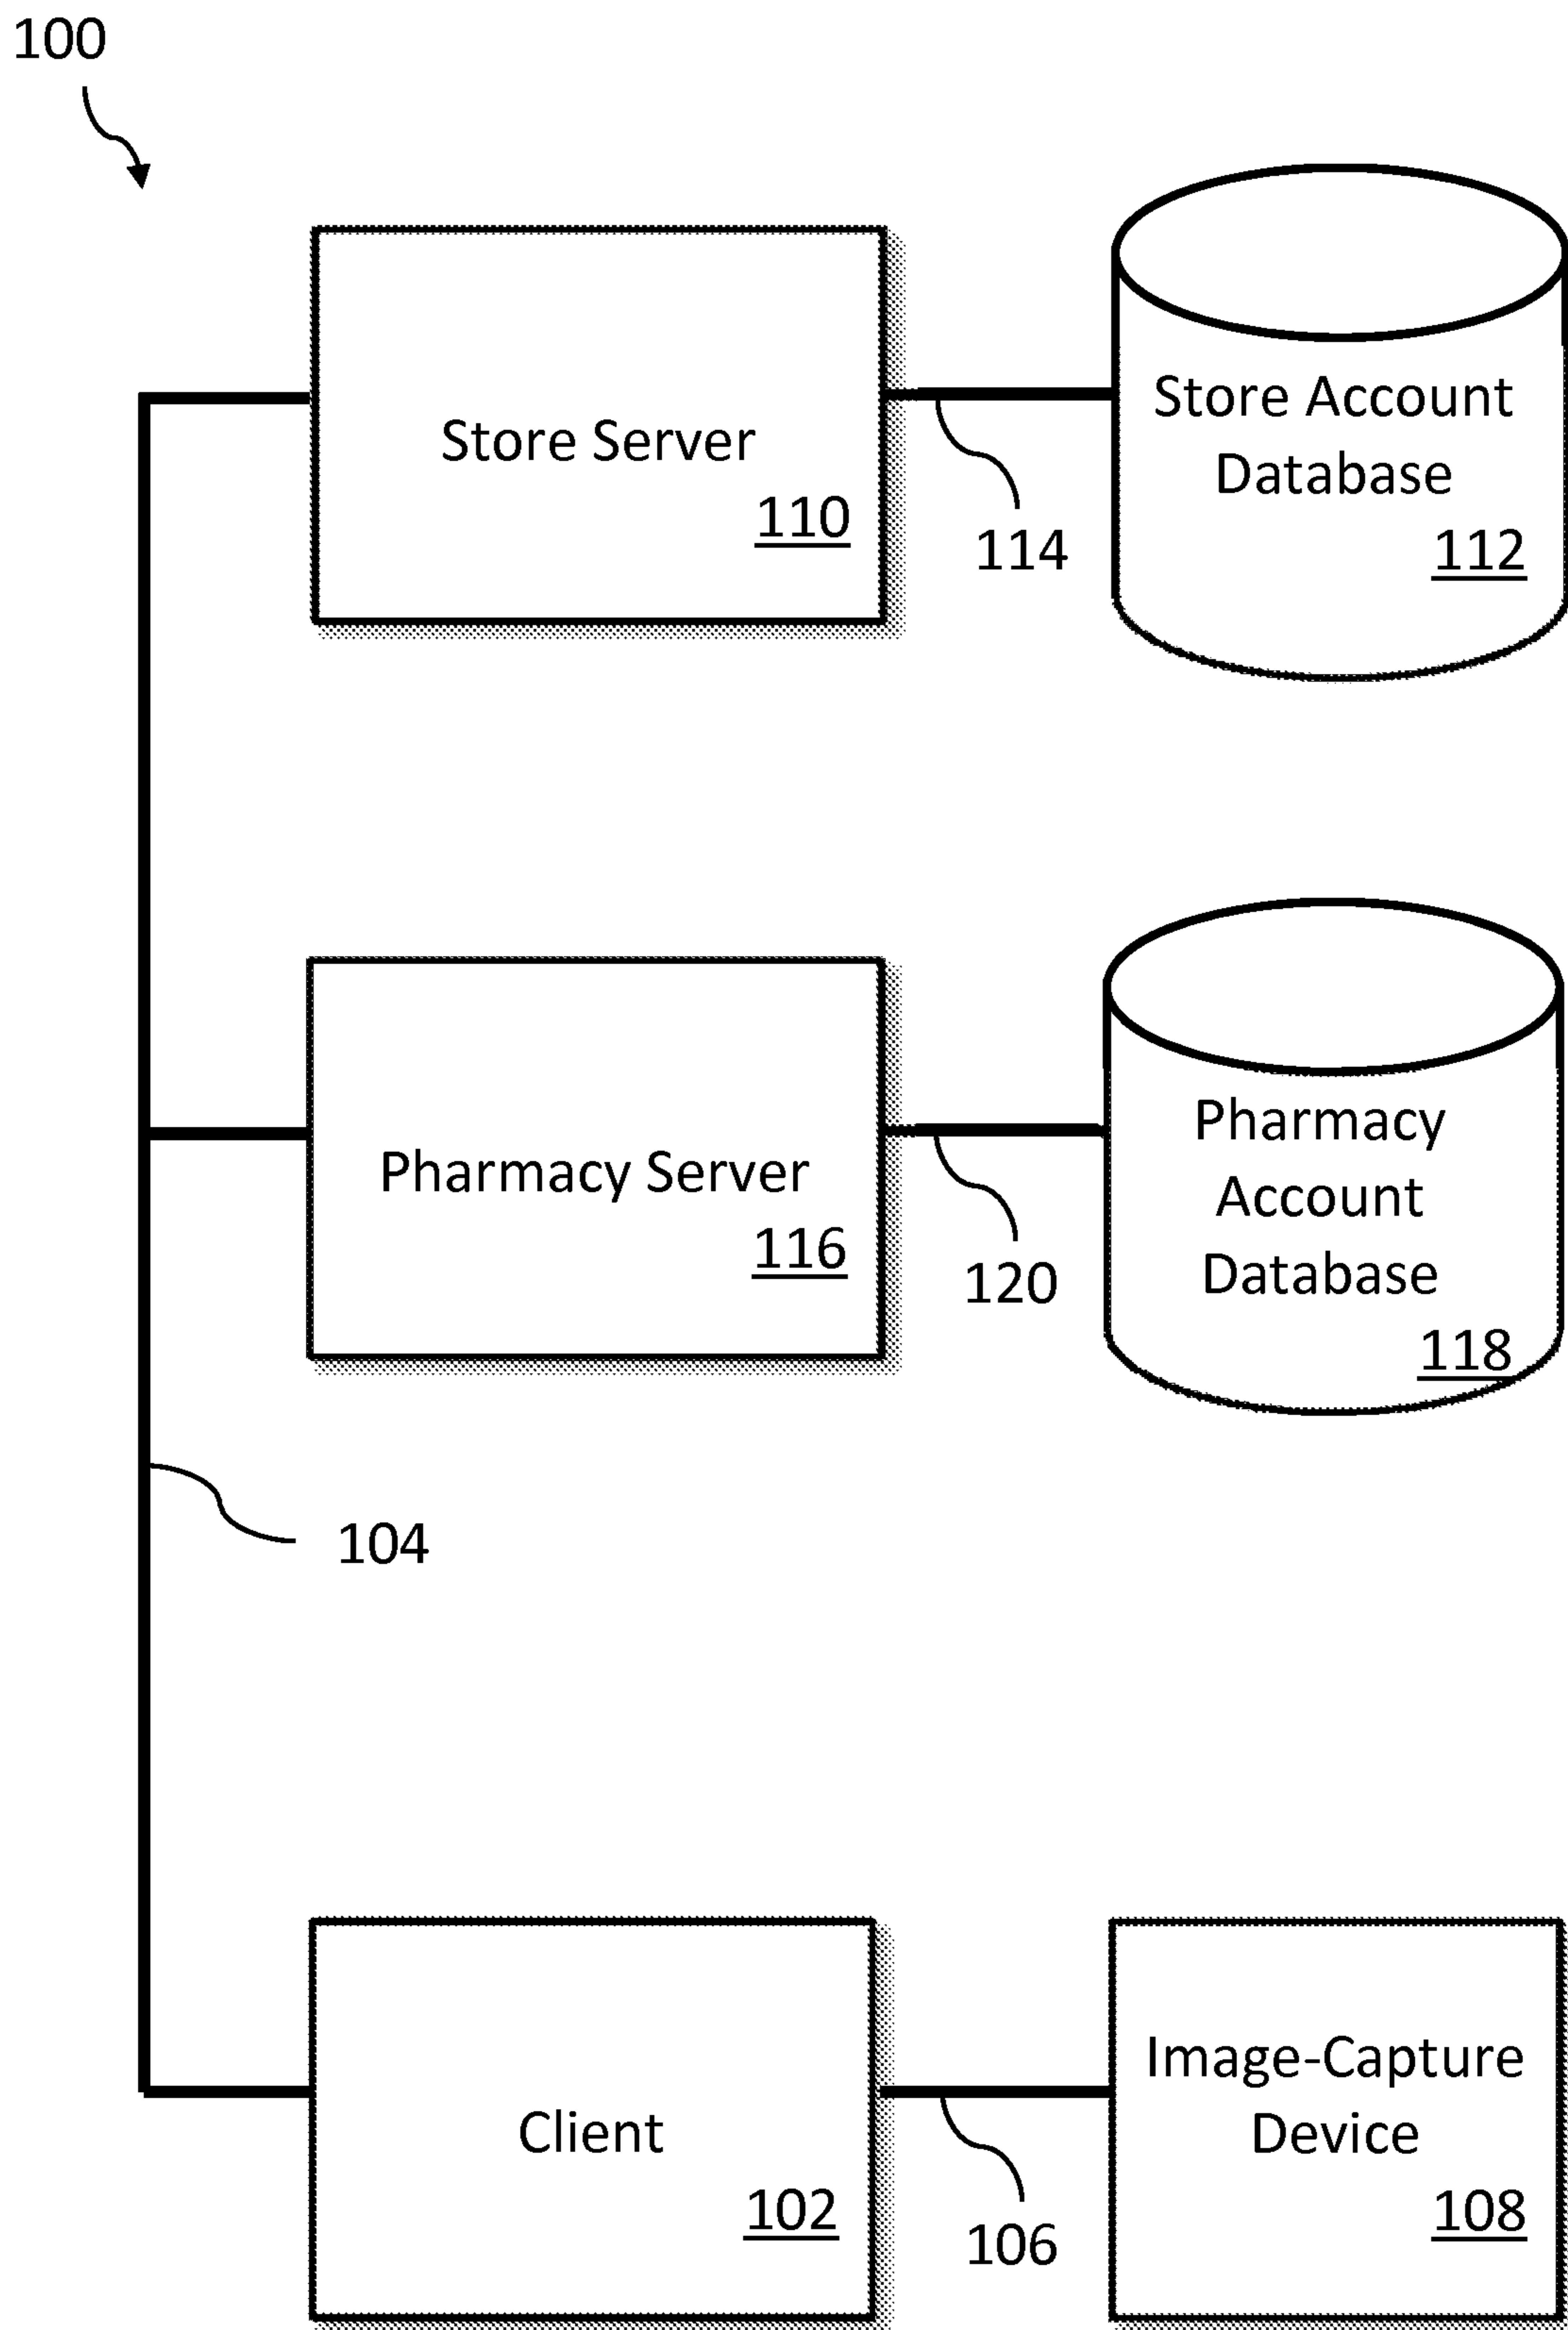 100
Store Server
110
114
Store Account
Database
112
Pharmacy Server
116
120
Pharmacy
Account
Database
118
104
Client
102
106
Image-Capture
Device
108